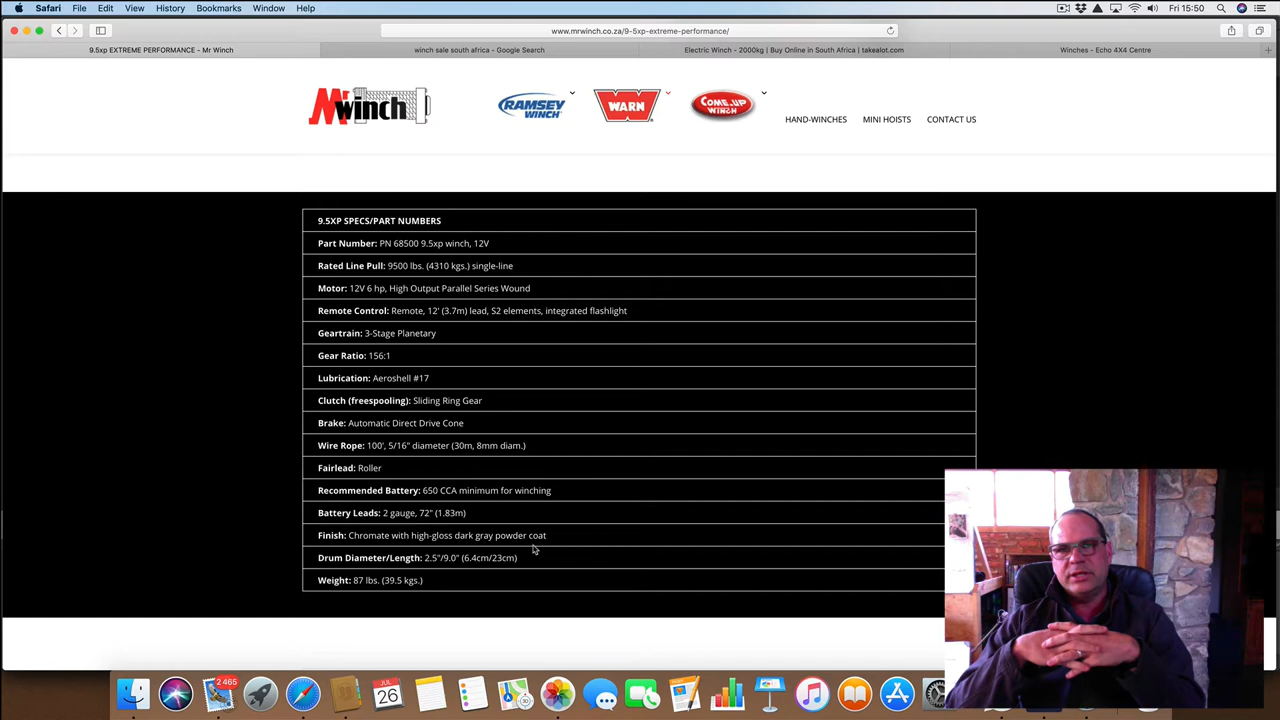 Safari File Edit View History Bookmarks Window Help Fri 15:50
www.mrwinch.co.za/9-5xp-extreme-performance/
9.5xp EXTREME PERFORMANCE - Mr Winch winch sale south africa - Google Search Electric Winch - 2000kg | Buy Online in South Africa | takealot.com Winches - Echo 4X4 Centre
Mr winch
RAMSEY WINCH
WARN
COME UP WINCH
HAND-WINCHES MINI HOISTS CONTACT US
9.5XP SPECS/PART NUMBERS
Part Number: PN 68500 9.5xp winch, 12V
Rated Line Pull: 9500 lbs. (4310 kgs.) single-line
Motor: 12V 6 hp, High Output Parallel Series Wound
Remote Control: Remote, 12' (3.7m) lead, S2 elements, integrated flashlight
Geartrain: 3-Stage Planetary
Gear Ratio: 156:1
Lubrication: Aeroshell #17
Clutch (freespooling): Sliding Ring Gear
Brake: Automatic Direct Drive Cone
Wire Rope: 100', 5/16" diameter (30m, 8mm diam.)
Fairlead: Roller
Recommended Battery: 650 CCA minimum for winching
Battery Leads: 2 gauge, 72" (1.83m)
Finish: Chromate with high-gloss dark gray powder coat
Drum Diameter/Length: 2.5"/9.0" (6.4cm/23cm)
Weight: 87 lbs. (39.5 kgs.)
2 465
JUL
26